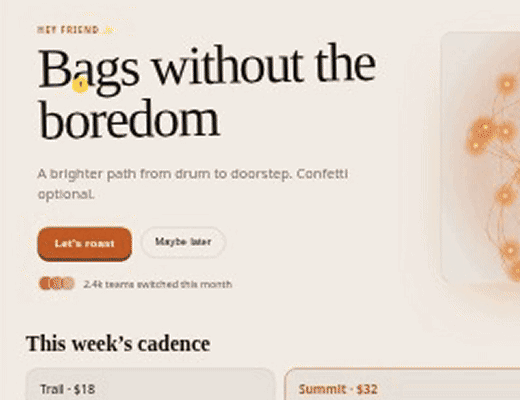 HEY FRIEND ✨
Bags without the
boredom
A brighter path from drum to doorstep. Confetti
optional.
Let's roast
Maybe later
2.4k teams switched this month
This week's cadence
Trail · $18
Summit · $32